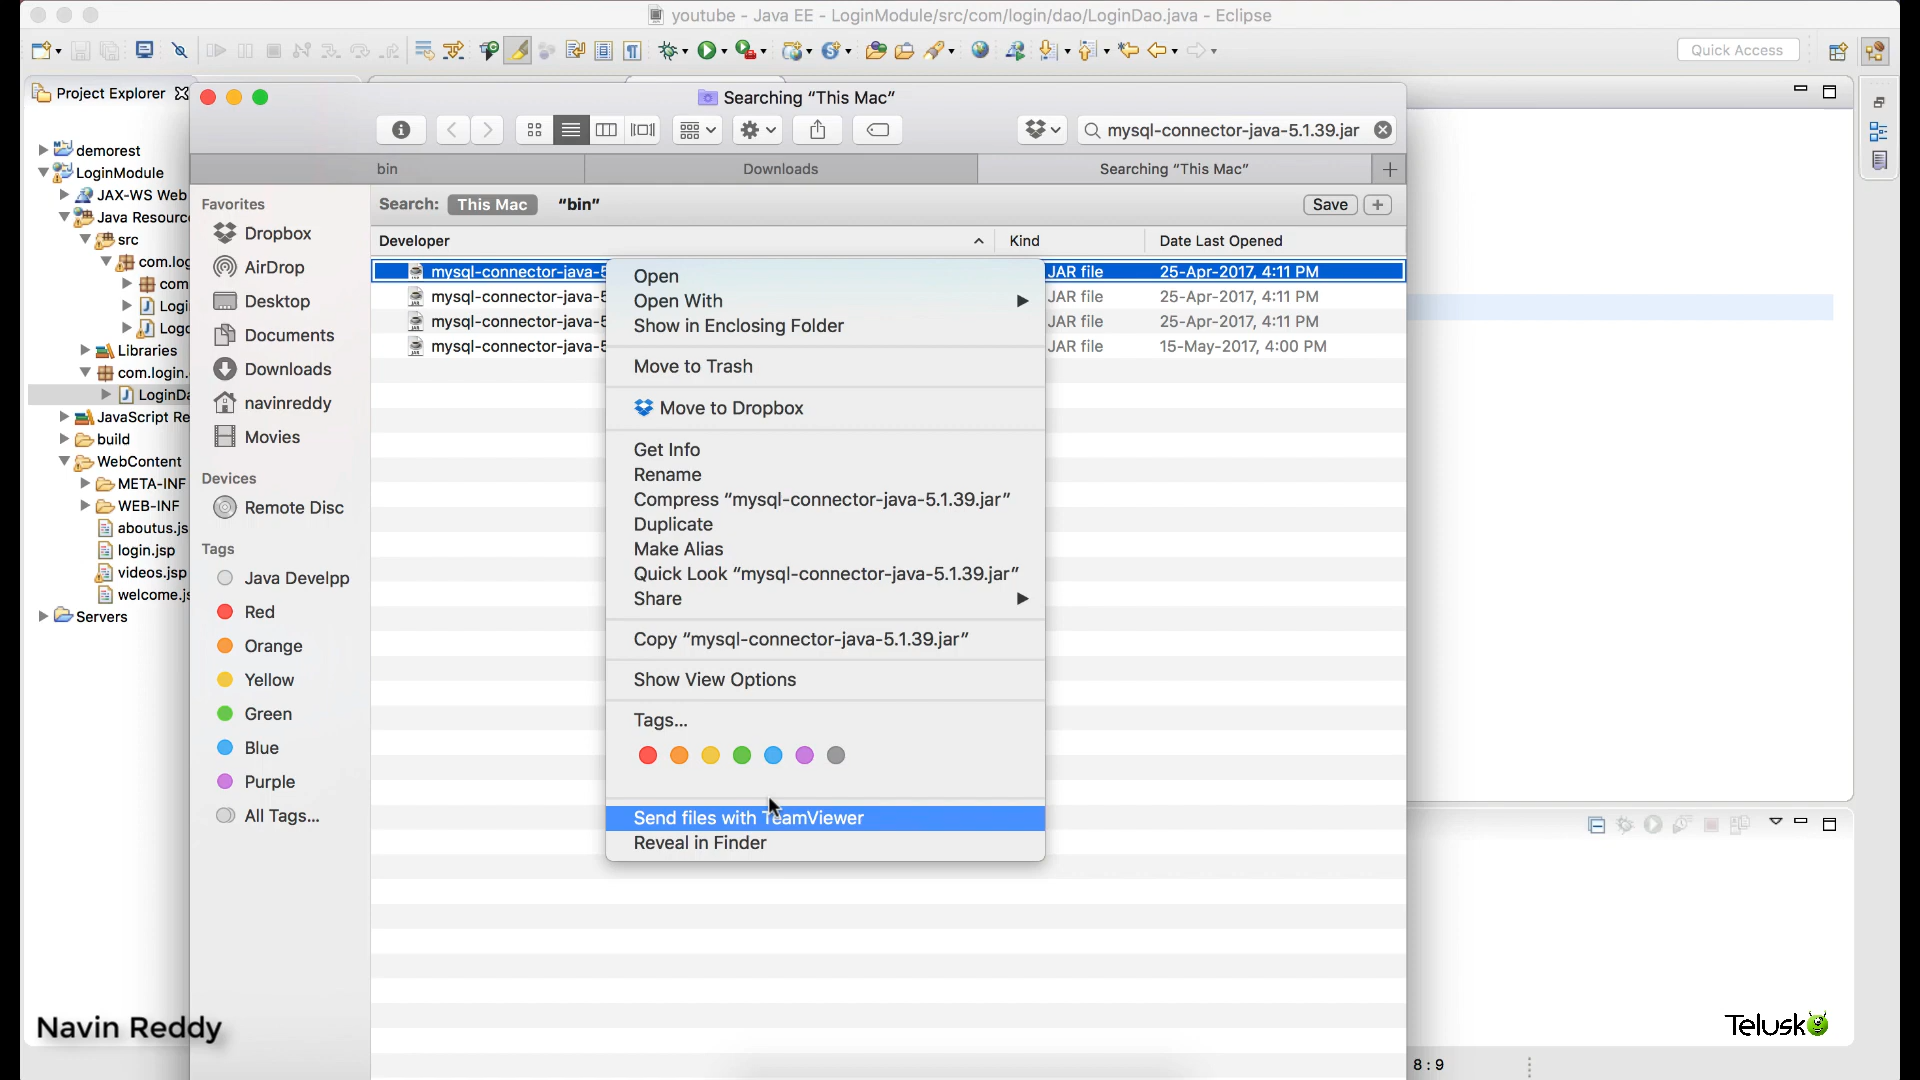 youtube - Java EE - LoginModule/src/com/login/dao/LoginDao.java - Eclipse
Quick Access
Project Explorer
demorest
LoginModule
JAX-WS Web
Java Resourc
src
com.log
com
Logi
Logo
Libraries
com.login.
LoginDa
JavaScript Re
build
WebContent
META-INF
WEB-INF
aboutus.js
login.jsp
videos.jsp
welcome.js
Servers
Searching “This Mac”
mysql-connector-java-5.1.39.jar
bin
Downloads
Searching “This Mac”
Favorites
Dropbox
AirDrop
Desktop
Documents
Downloads
navinreddy
Movies
Devices
Remote Disc
Tags
Java Develpp
Red
Orange
Yellow
Green
Blue
Purple
All Tags...
Search: This Mac “bin” Save
Developer Kind Date Last Opened
mysql-connector-java-5 JAR file 25-Apr-2017, 4:11 PM
mysql-connector-java-5 JAR file 25-Apr-2017, 4:11 PM
mysql-connector-java-5 JAR file 25-Apr-2017, 4:11 PM
mysql-connector-java-5 JAR file 15-May-2017, 4:00 PM
Open
Open With
Show in Enclosing Folder
Move to Trash
Move to Dropbox
Get Info
Rename
Compress “mysql-connector-java-5.1.39.jar”
Duplicate
Make Alias
Quick Look “mysql-connector-java-5.1.39.jar”
Share
Copy “mysql-connector-java-5.1.39.jar”
Show View Options
Tags...
Send files with TeamViewer
Reveal in Finder
Navin Reddy
Telusko
8 : 9